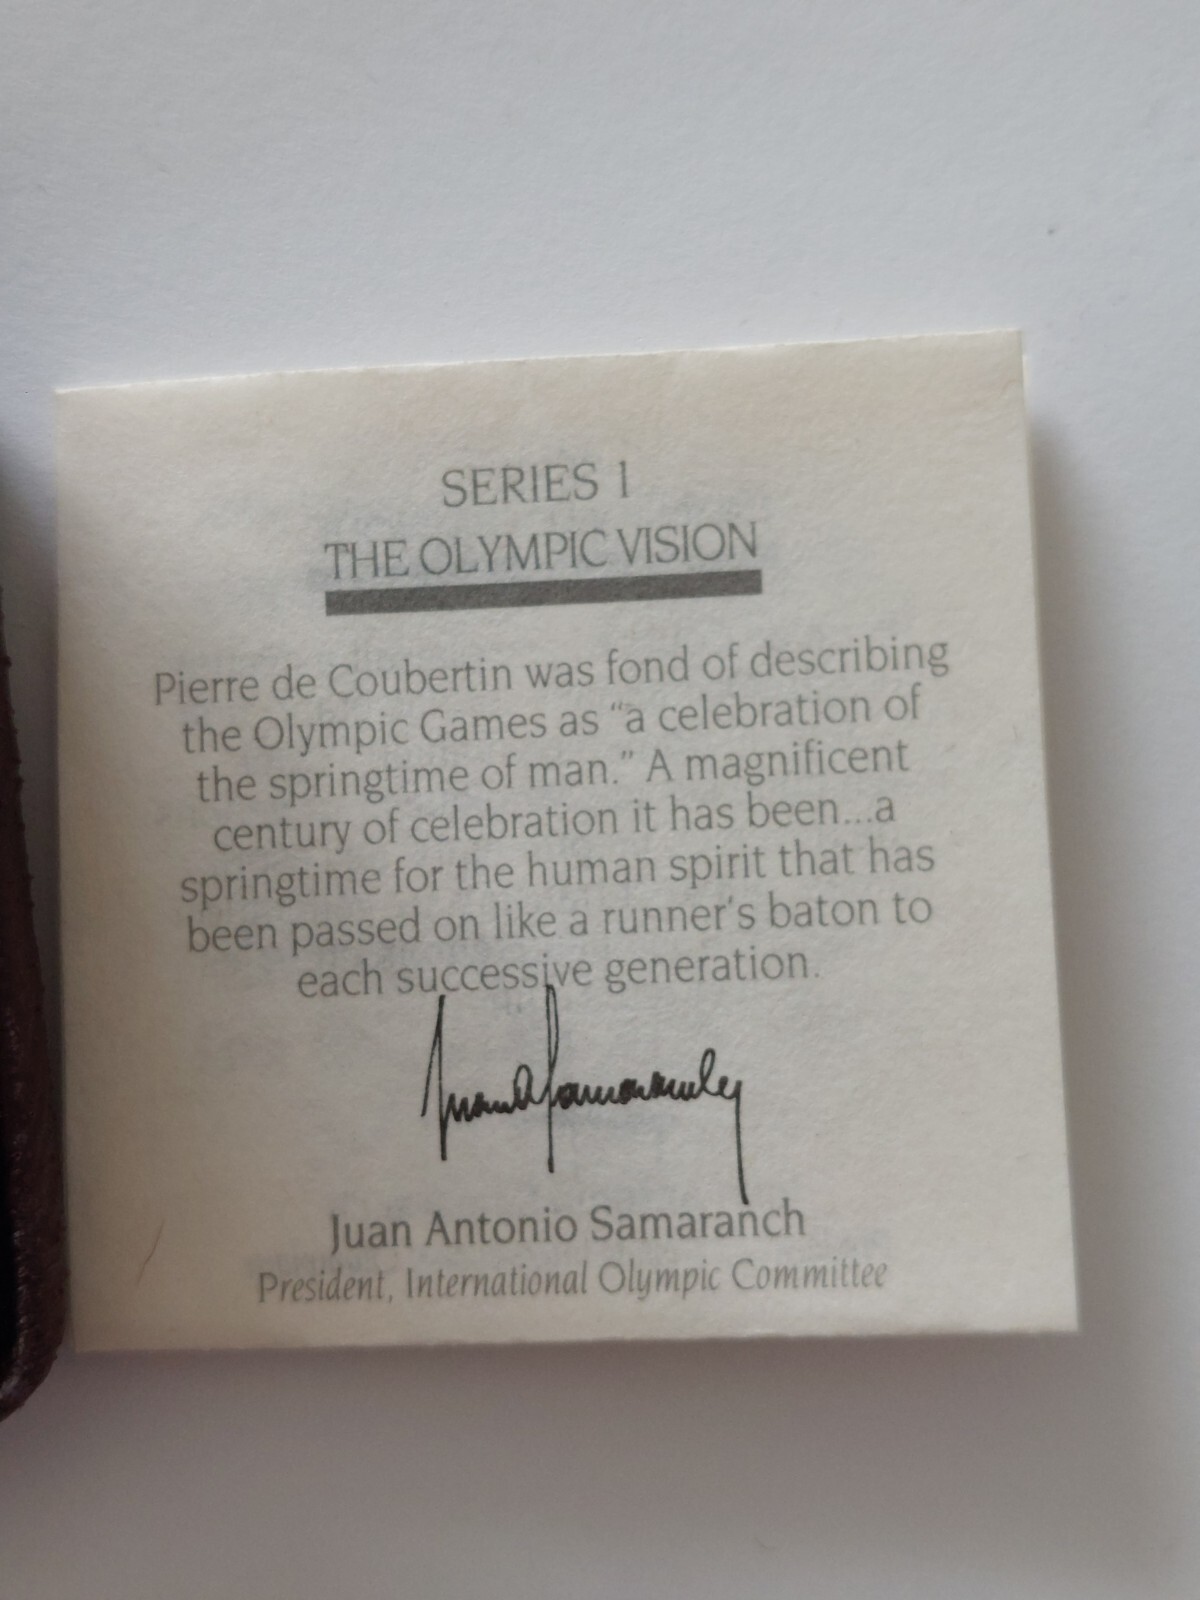 SERIES 1
THE OLYMPIC VISION
Pierre de Coubertin was fond of describing
the Olympic Games as "a celebration of
the springtime of man." A magnificent
century of celebration it has been...a
springtime for the human spirit that has
been passed on like a runner's baton to
each successive generation.
Juan Antonio Samaranch
President, International Olympic Committee